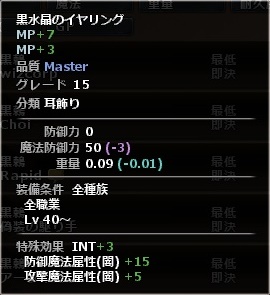 黒水晶のイヤリング
MP+7
MP+3
品質 Master
グレード 15
分類 耳飾り
防御力 0
魔法防御力 50 (-3)
重量 0.09 (-0.01)
装備条件 全種族
全職業
Lv 40～
特殊効果 INT+3
防御魔法属性(闇) +15
攻撃魔法属性(闇) +5